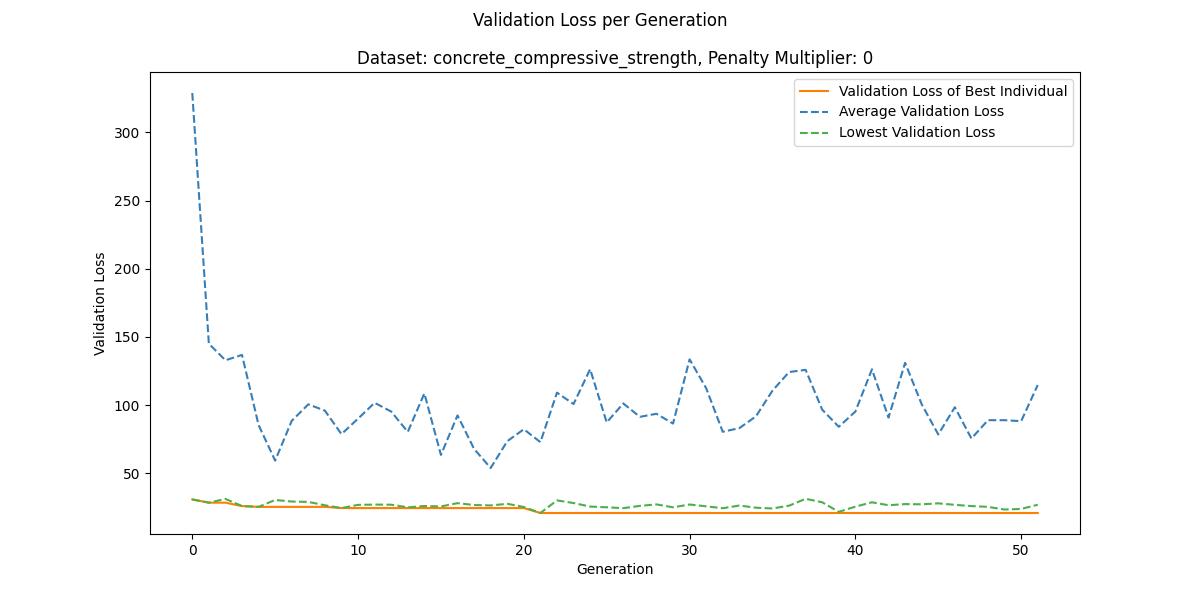 Validation Loss per Generation
Dataset: concrete_compressive_strength, Penalty Multiplier: 0
Validation Loss of Best Individual
Average Validation Loss
Lowest Validation Loss
300
250
200
150
100
50
Validation Loss
0 10 20 30 40 50
Generation